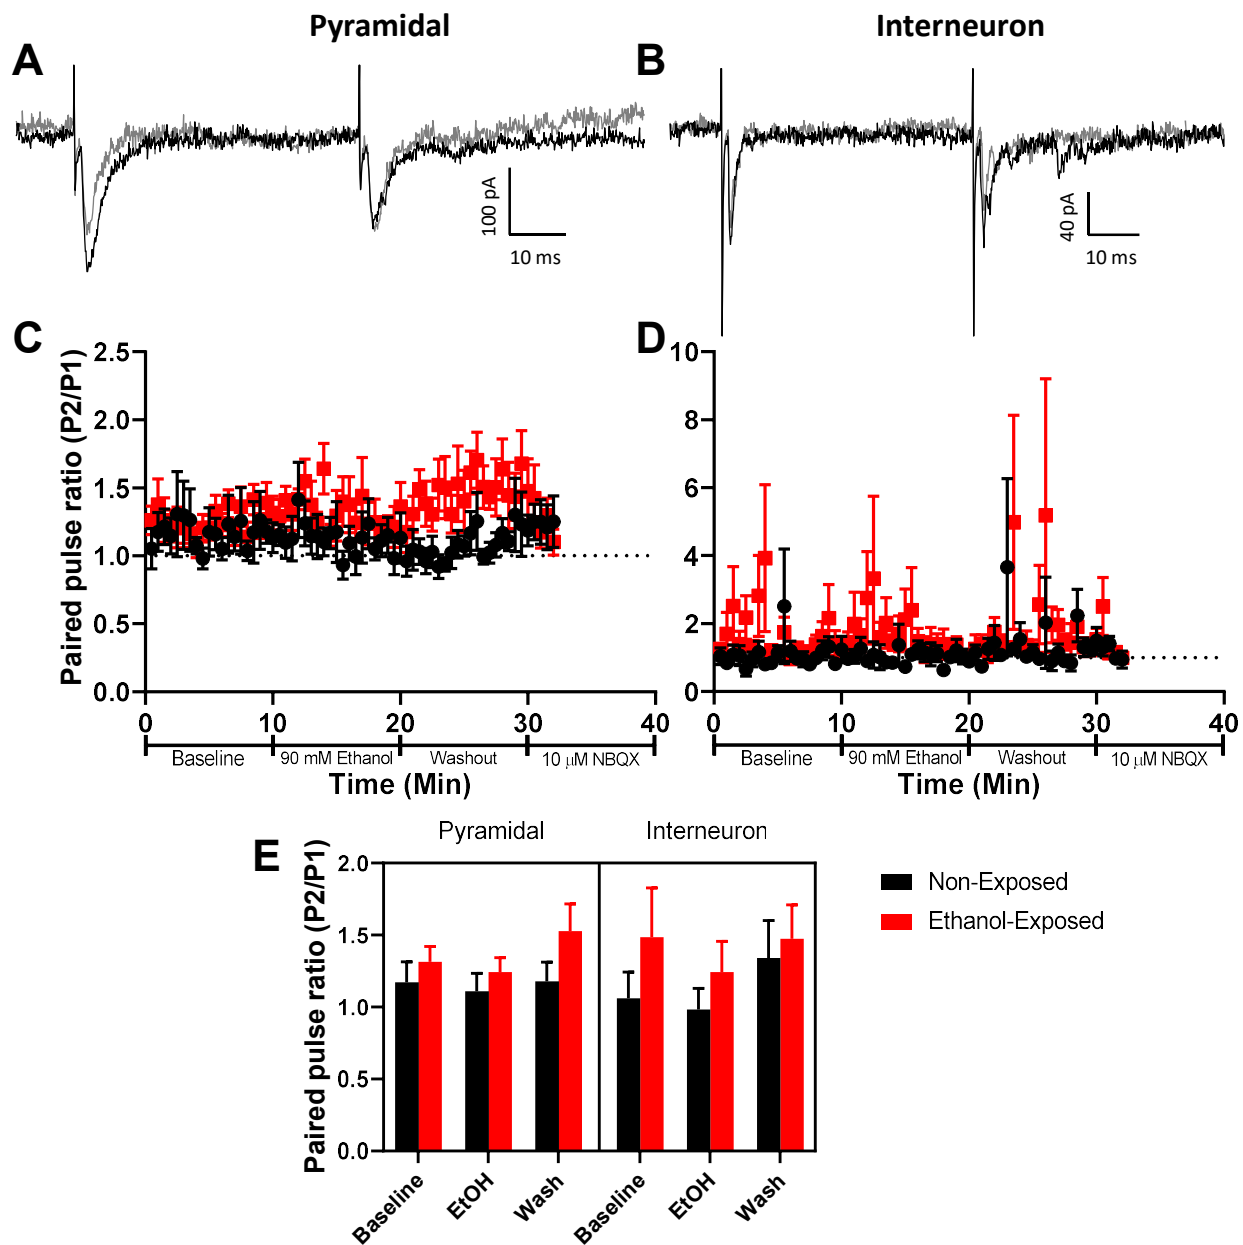 Pyramidal
Interneuron
A
B
100 pA
10 ms
40 pA
10 ms
C
D
Paired pulse ratio (P2/P1)
2.5
2.0
1.5
1.0
0.5
0.0
0 10 20 30 40
Baseline 90 mM Ethanol Washout 10 µM NBQX
Time (Min)
10
8
6
4
2
0
0 10 20 30 40
Baseline 90 mM Ethanol Washout 10 µM NBQX
Time (Min)
E
Pyramidal Interneuron
Paired pulse ratio (P2/P1)
2.0
1.5
1.0
0.5
0.0
Baseline EtOH Wash Baseline EtOH Wash
Non-Exposed
Ethanol-Exposed